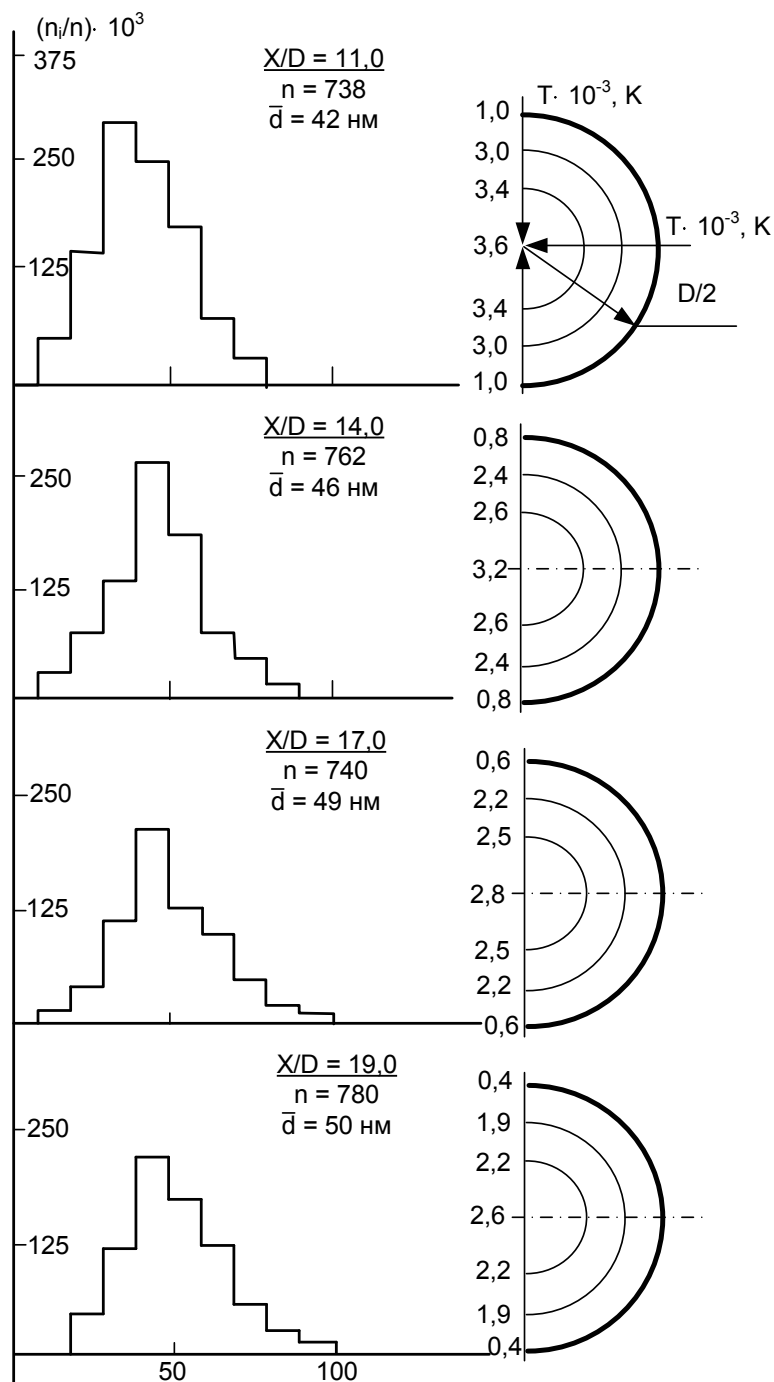 (nᵢ/n)· 10³
375
250
125
X/D = 11,0
n = 738
d̅ = 42 нм
T· 10⁻³, K
1,0
3,0
3,4
3,6
3,4
3,0
1,0
T· 10⁻³, K
D/2
250
125
X/D = 14,0
n = 762
d̅ = 46 нм
0,8
2,4
2,6
3,2
2,6
2,4
0,8
250
125
X/D = 17,0
n = 740
d̅ = 49 нм
0,6
2,2
2,5
2,8
2,5
2,2
0,6
250
125
X/D = 19,0
n = 780
d̅ = 50 нм
0,4
1,9
2,2
2,6
2,2
1,9
0,4
50
100